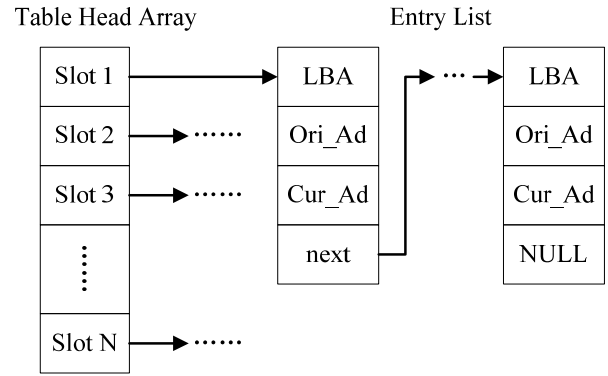 Table Head Array
Entry List
Slot 1
LBA
...
LBA
Slot 2
......
Ori_Ad
Ori_Ad
Slot 3
......
Cur_Ad
Cur_Ad
......
next
NULL
Slot N
......